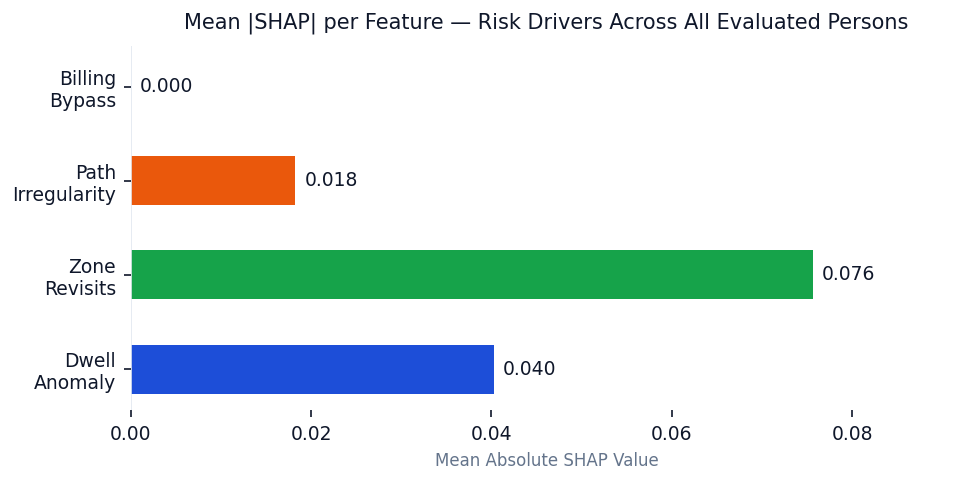 Mean |SHAP| per Feature — Risk Drivers Across All Evaluated Persons
Billing
Bypass
0.000
Path
Irregularity
0.018
Zone
Revisits
0.076
Dwell
Anomaly
0.040
0.00 0.02 0.04 0.06 0.08
Mean Absolute SHAP Value